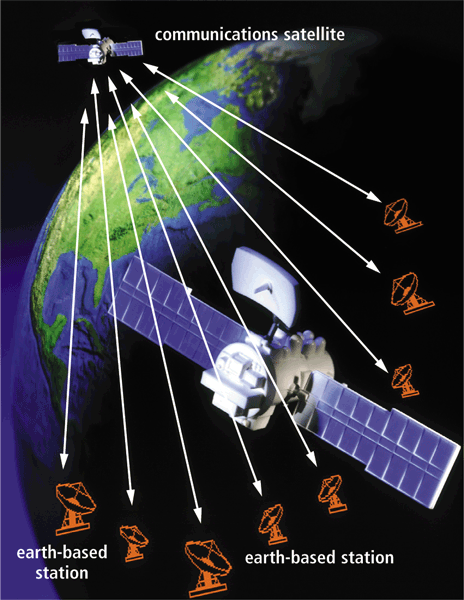 communications satellite
earth-based
station
earth-based station